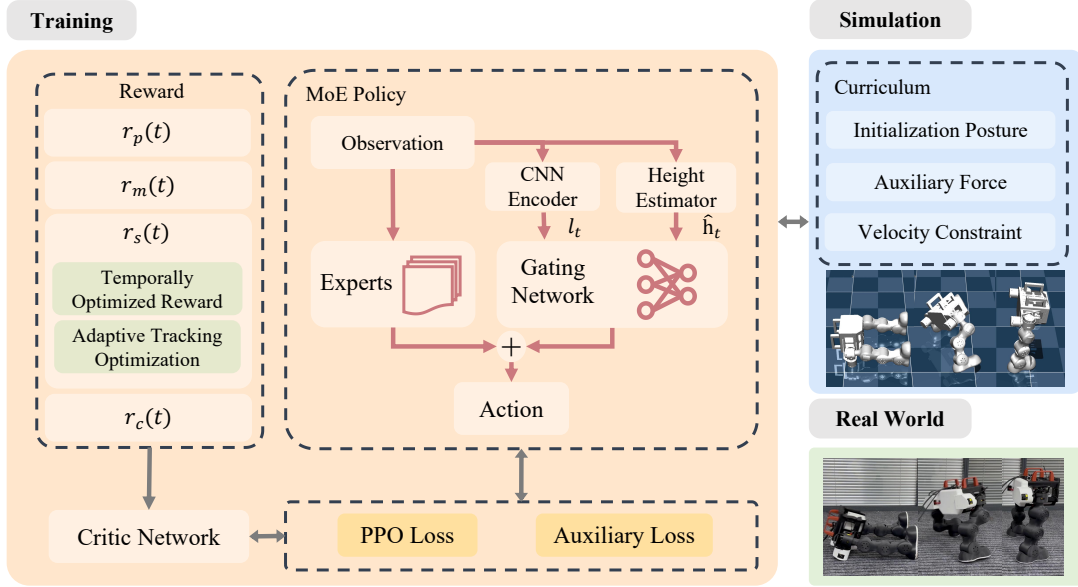 Training
Reward
r_p(t)
r_m(t)
r_s(t)
Temporally
Optimized Reward
Adaptive Tracking
Optimization
r_c(t)
Critic Network
MoE Policy
Observation
CNN
Encoder
Height
Estimator
l_t
ĥ_t
Experts
Gating
Network
+
Action
PPO Loss
Auxiliary Loss
Simulation
Curriculum
Initialization Posture
Auxiliary Force
Velocity Constraint
Real World